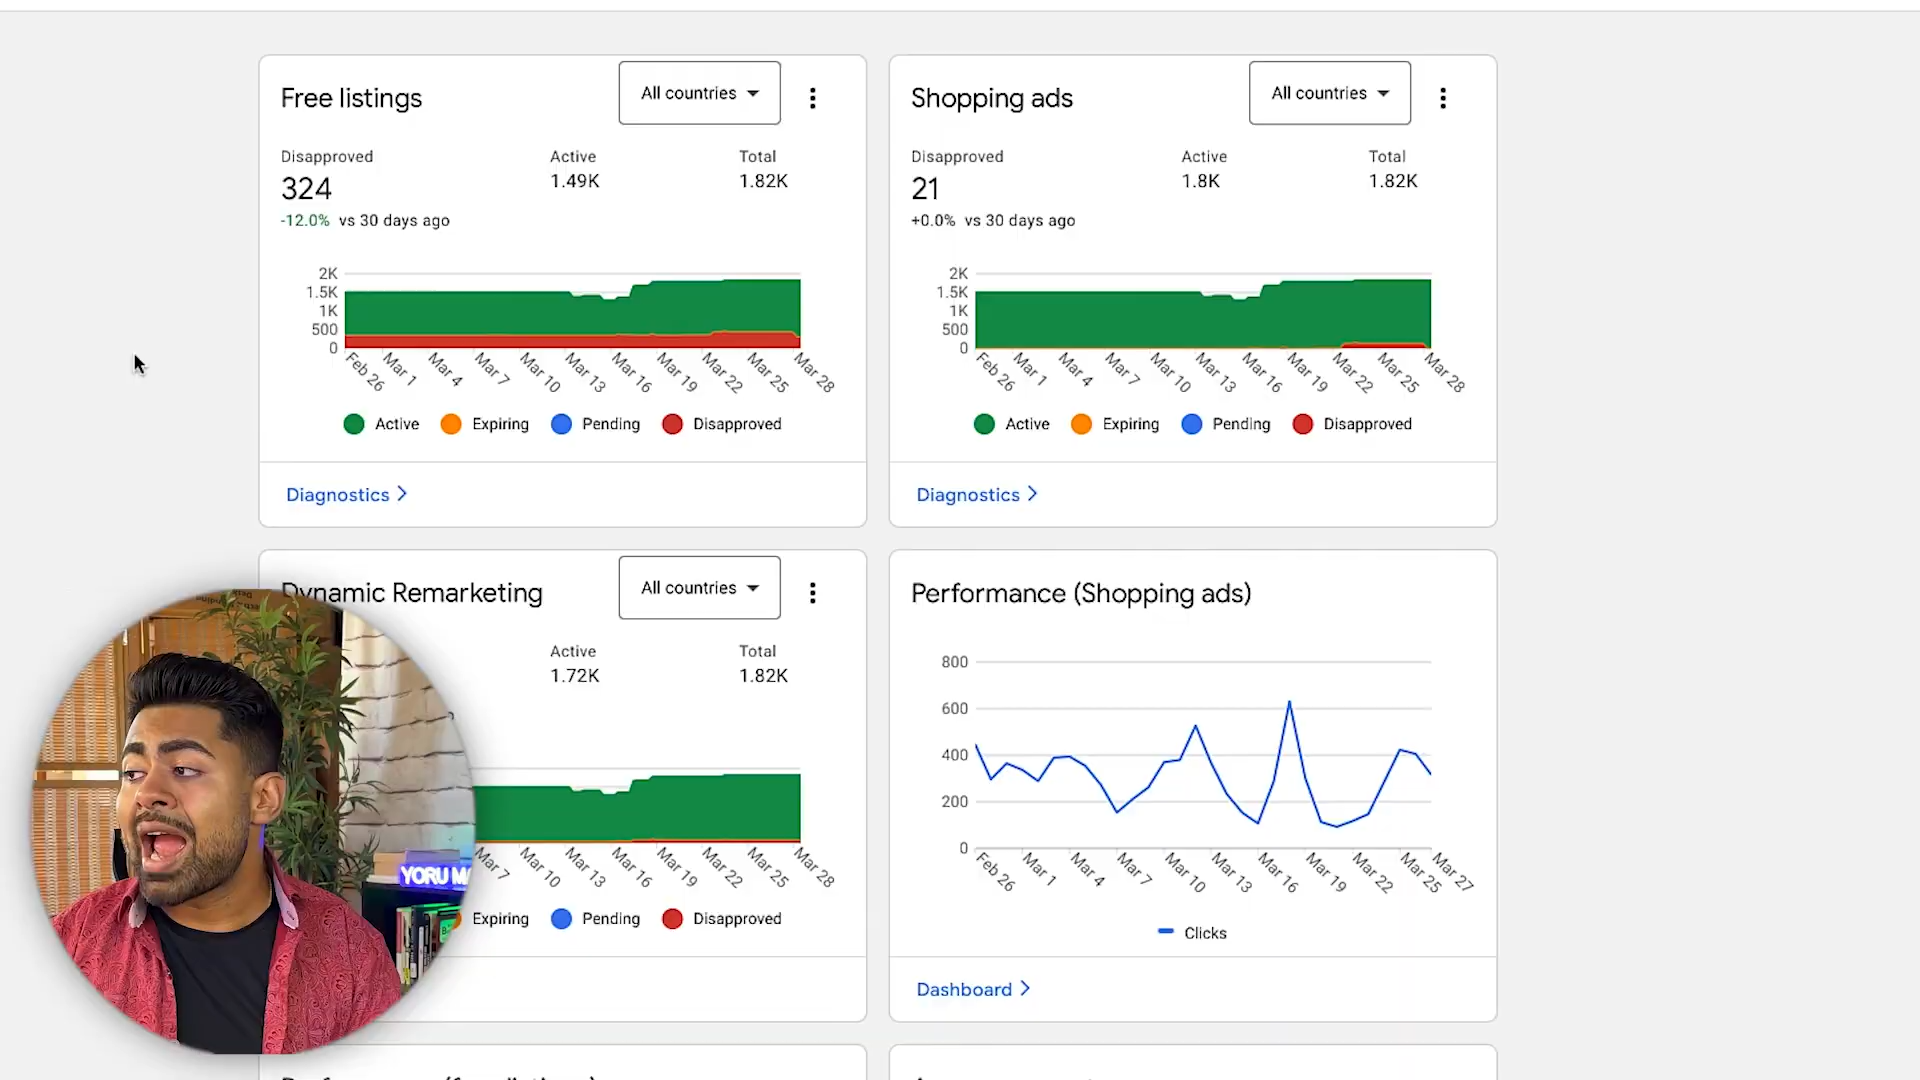 Free listings
All countries
Disapproved
Active
Total
324
1.49K
1.82K
-12.0% vs 30 days ago
2K
1.5K
1K
500
0
Feb 26
Mar 1
Mar 4
Mar 7
Mar 10
Mar 13
Mar 16
Mar 19
Mar 22
Mar 25
Mar 28
Active
Expiring
Pending
Disapproved
Diagnostics
Shopping ads
All countries
Disapproved
Active
Total
21
1.8K
1.82K
+0.0% vs 30 days ago
2K
1.5K
1K
500
0
Feb 26
Mar 1
Mar 4
Mar 7
Mar 10
Mar 13
Mar 16
Mar 19
Mar 22
Mar 25
Mar 28
Active
Expiring
Pending
Disapproved
Diagnostics
Dynamic Remarketing
All countries
Active
Total
1.72K
1.82K
Mar 7
Mar 10
Mar 13
Mar 16
Mar 19
Mar 22
Mar 25
Mar 28
Expiring
Pending
Disapproved
YORU M
Performance (Shopping ads)
800
600
400
200
0
Feb 26
Mar 1
Mar 4
Mar 7
Mar 10
Mar 13
Mar 16
Mar 19
Mar 22
Mar 25
Mar 27
Clicks
Dashboard